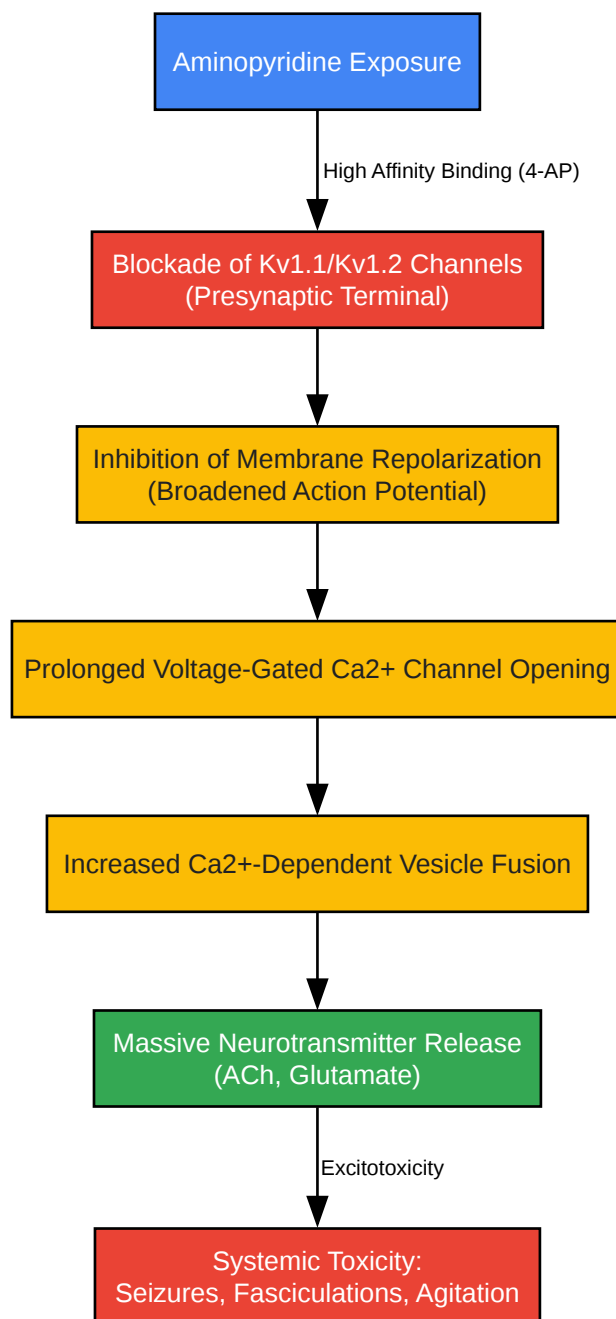 Aminopyridine Exposure
High Affinity Binding (4-AP)
Blockade of Kv1.1/Kv1.2 Channels
(Presynaptic Terminal)
Inhibition of Membrane Repolarization
(Broadened Action Potential)
Prolonged Voltage-Gated Ca2+ Channel Opening
Increased Ca2+-Dependent Vesicle Fusion
Massive Neurotransmitter Release
(ACh, Glutamate)
Excitotoxicity
Systemic Toxicity:
Seizures, Fasciculations, Agitation